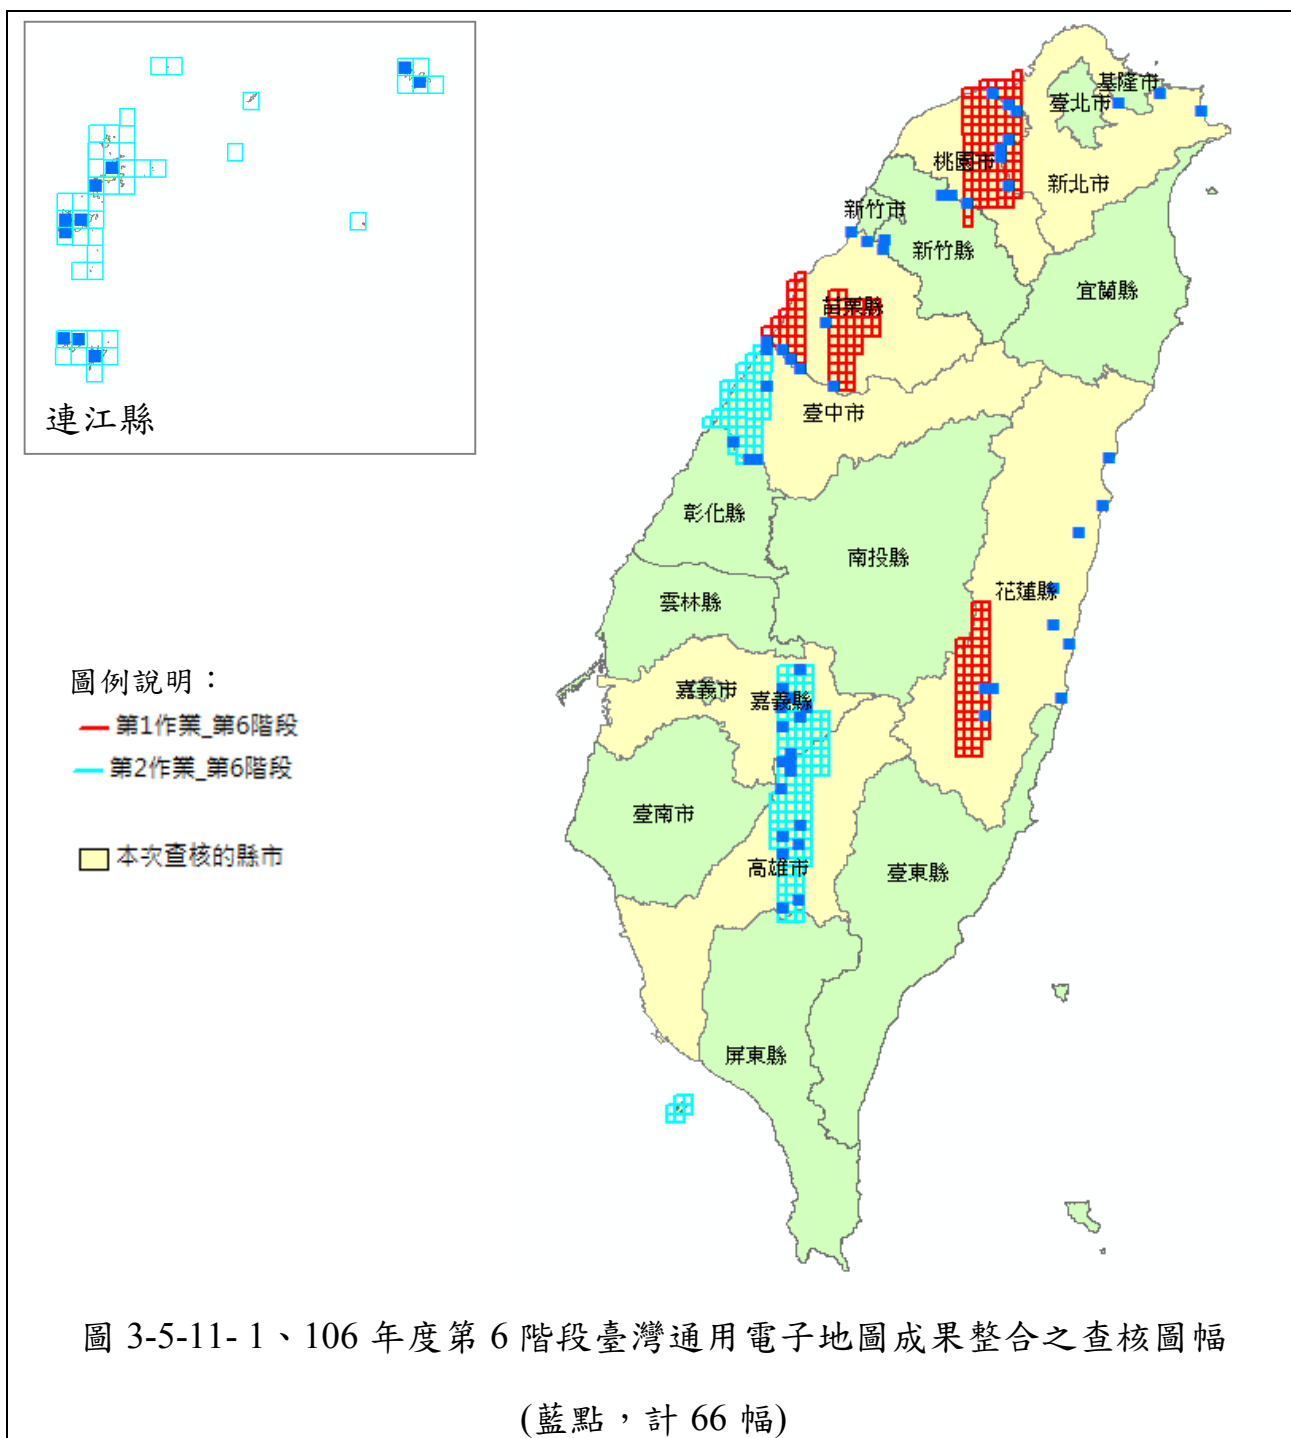 連江縣
基隆市
臺北市
桃園市
新北市
新竹市
新竹縣
宜蘭縣
苗栗縣
臺中市
彰化縣
南投縣
花蓮縣
雲林縣
嘉義市
嘉義縣
臺南市
高雄市
臺東縣
屏東縣
圖例說明：
第1作業_第6階段
第2作業_第6階段
本次查核的縣市
圖 3-5-11- 1、106 年度第 6 階段臺灣通用電子地圖成果整合之查核圖幅
(藍點，計 66 幅)